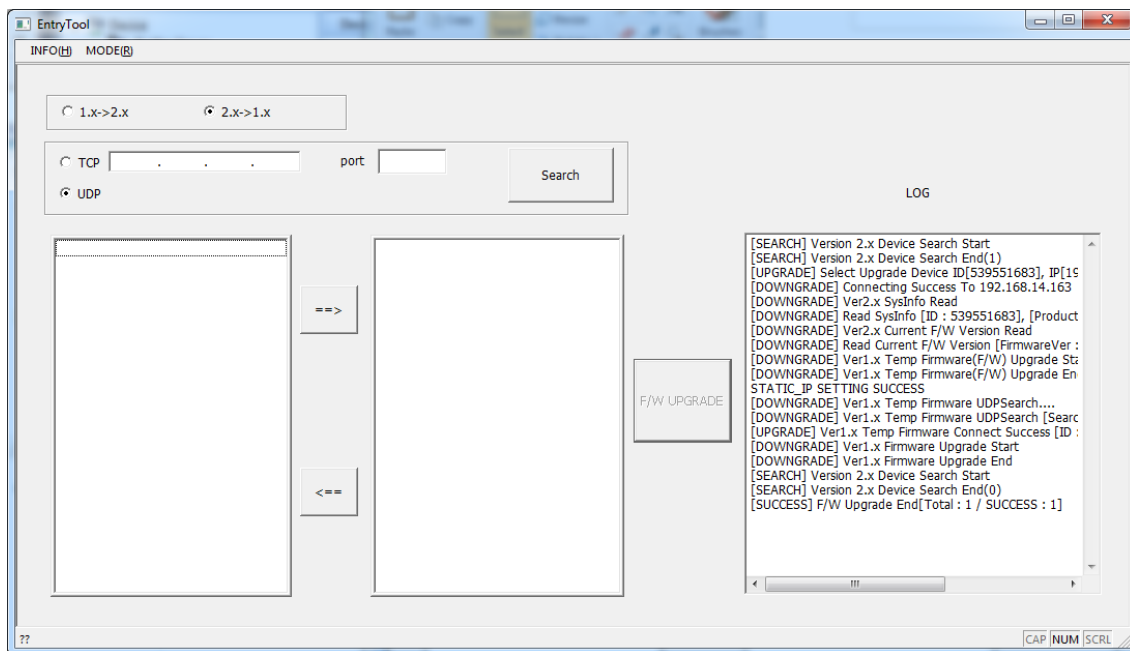 EntryTool
INFO(H) MODE(R)
1.x->2.x 2.x->1.x
TCP . . . port
Search
UDP
LOG
==>
<==
F/W UPGRADE
[SEARCH] Version 2.x Device Search Start
[SEARCH] Version 2.x Device Search End(1)
[UPGRADE] Select Upgrade Device ID[539551683], IP[19
[DOWNGRADE] Connecting Success To 192.168.14.163
[DOWNGRADE] Ver2.x SysInfo Read
[DOWNGRADE] Read SysInfo [ID : 539551683], [Product
[DOWNGRADE] Ver2.x Current F/W Version Read
[DOWNGRADE] Read Current F/W Version [FirmwareVer :
[DOWNGRADE] Ver1.x Temp Firmware(F/W) Upgrade Sta
[DOWNGRADE] Ver1.x Temp Firmware(F/W) Upgrade En
STATIC_IP SETTING SUCCESS
[DOWNGRADE] Ver1.x Temp Firmware UDPSearch....
[DOWNGRADE] Ver1.x Temp Firmware UDPSearch [Searc
[UPGRADE] Ver1.x Temp Firmware Connect Success [ID :
[DOWNGRADE] Ver1.x Firmware Upgrade Start
[DOWNGRADE] Ver1.x Firmware Upgrade End
[SEARCH] Version 2.x Device Search Start
[SEARCH] Version 2.x Device Search End(0)
[SUCCESS] F/W Upgrade End[Total : 1 / SUCCESS : 1]
??
CAP NUM SCRL